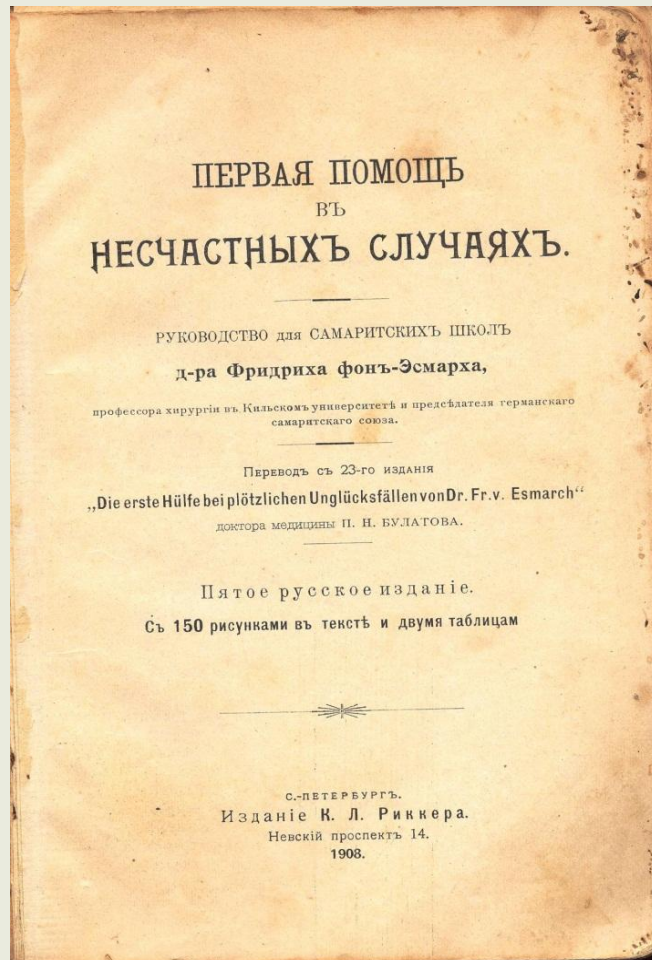 ПЕРВАЯ ПОМОЩЬ
ВЪ
НЕСЧАСТНЫХЪ СЛУЧАЯХЪ.
РУКОВОДСТВО для САМАРИТСКИХЪ ШКОЛЪ
д-ра Фридриха фонъ-Эсмарха,
профессора хирургіи въ Кильскомъ университетѣ и предсѣдателя германскаго
самаритскаго союза.
Переводъ съ 23-го изданія
„Die erste Hülfe bei plötzlichen Unglücksfällen von Dr. Fr. v. Esmarch“
доктора медицины П. Н. БУЛАТОВА.
Пятое русское изданіе.
Съ 150 рисунками въ текстѣ и двумя таблицам
С.-ПЕТЕРБУРГЪ.
Изданіе К. Л. Риккера.
Невскій проспектъ 14.
1908.